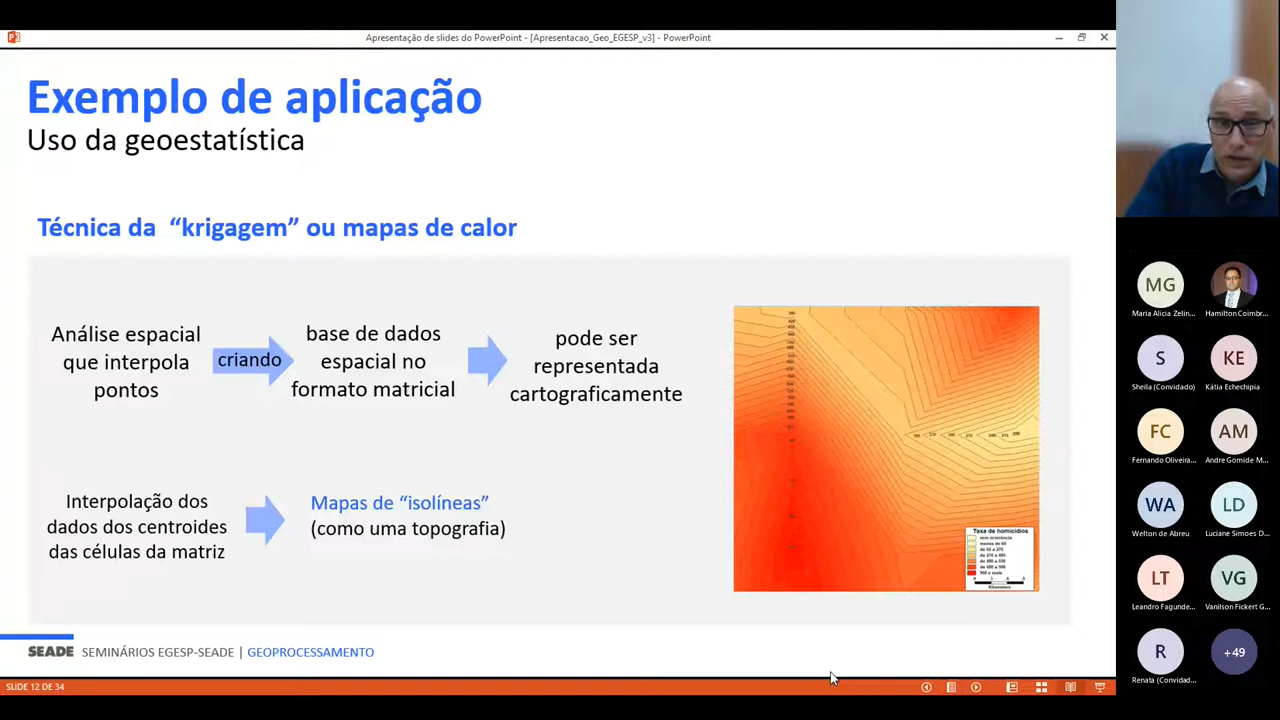 Apresentação de slides do PowerPoint - [Apresentacao_Geo_EGESP_v3] - PowerPoint
Exemplo de aplicação
Uso da geoestatística
Técnica da “krigagem” ou mapas de calor
Análise espacial
que interpola
pontos
criando
base de dados
espacial no
formato matricial
pode ser
representada
cartograficamente
Interpolação dos
dados dos centroides
das células da matriz
Mapas de “isolíneas”
(como uma topografia)
Taxa de homicídios
SEADE SEMINÁRIOS EGESP-SEADE | GEOPROCESSAMENTO
SLIDE 12 DE 34
MG
Maria Alicia Zelin...
Hamilton Coimbr...
S
Sheila (Convidado)
KE
Kátia Echechipia
FC
Fernando Oliveira...
AM
Andre Gomide M...
WA
Welton de Abreu
LD
Luciane Simoes D...
LT
Leandro Fagunde...
VG
Vanilson Fickert G...
R
Renata (Convidad...
+49